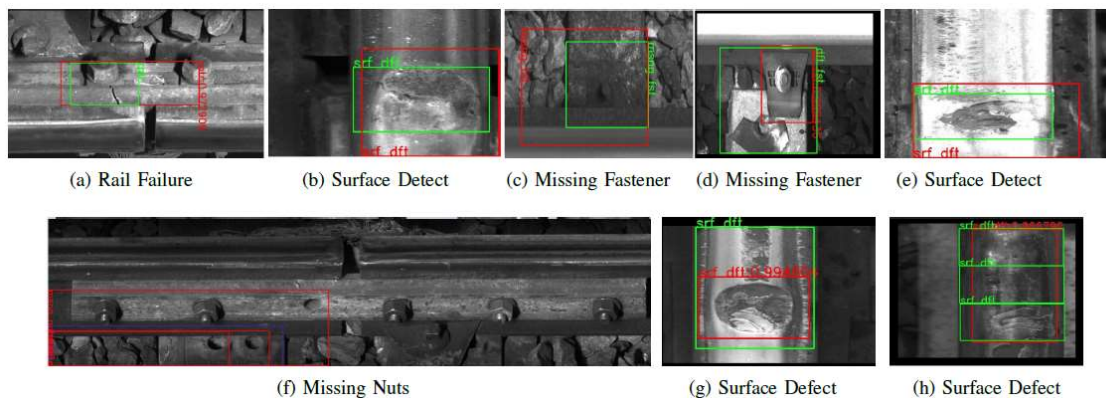 srf_dft
srf_dft
srf_dft
srf_dft
(a) Rail Failure
(b) Surface Detect
(c) Missing Fastener
(d) Missing Fastener
(e) Surface Detect
srf_dft
srf_dft
srf_dft
srf_dft
srf_dft
(f) Missing Nuts
(g) Surface Defect
(h) Surface Defect